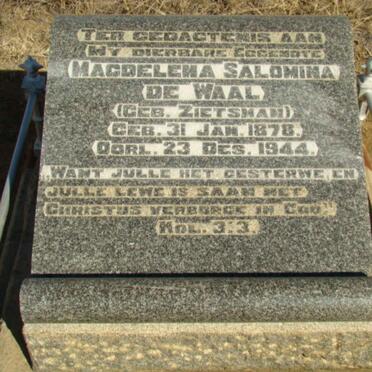 TER GEDAGTENIS AAN
MY DIERBARE EGGENOTE
MAGDELENA SALOMINA
DE WAAL
(GEB. ZIETSMAN)
GEB. 31 JAN. 1878.
OORL. 23 DES. 1944.
"WANT JULLE HET GESTERWE, EN
JULLE LEWE IS SAAM MET
CHRISTUS VERBORGE IN GOD."
KOL. 3:3.